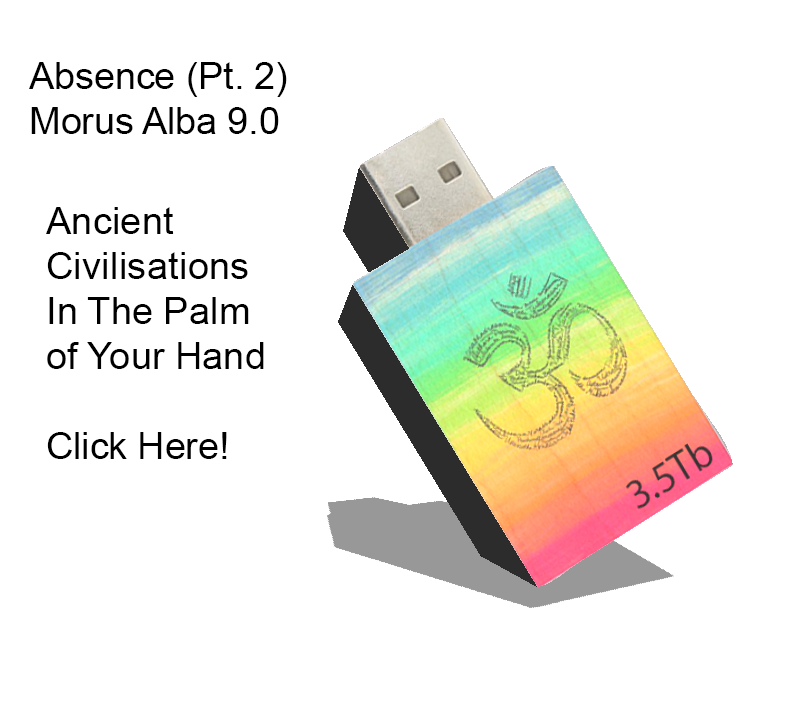 Absence (Pt. 2)
Morus Alba 9.0
Ancient
Civilisations
In The Palm
of Your Hand
Click Here!
ॐ
3.5Tb